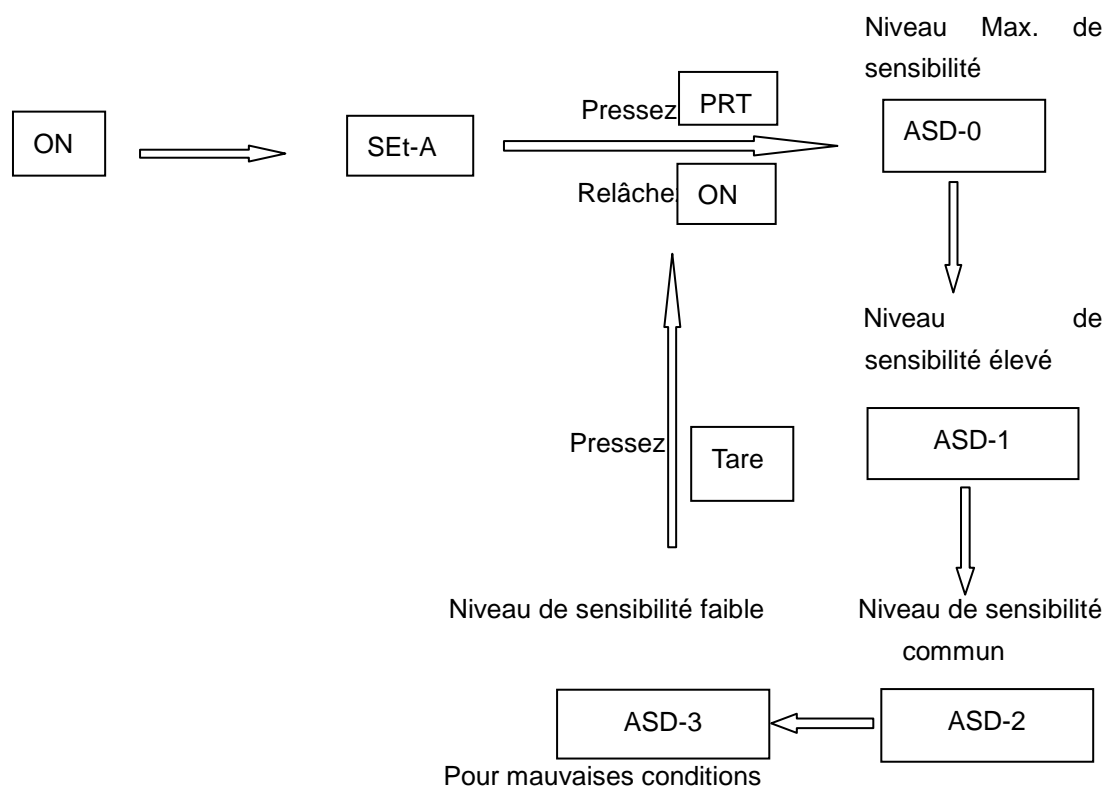 Niveau Max. de
sensibilité
Pressez PRT
ON
SEt-A
ASD-0
Relâchez ON
Niveau de
sensibilité élevé
Pressez
Tare
ASD-1
Niveau de sensibilité faible
Niveau de sensibilité
commun
ASD-3
ASD-2
Pour mauvaises conditions